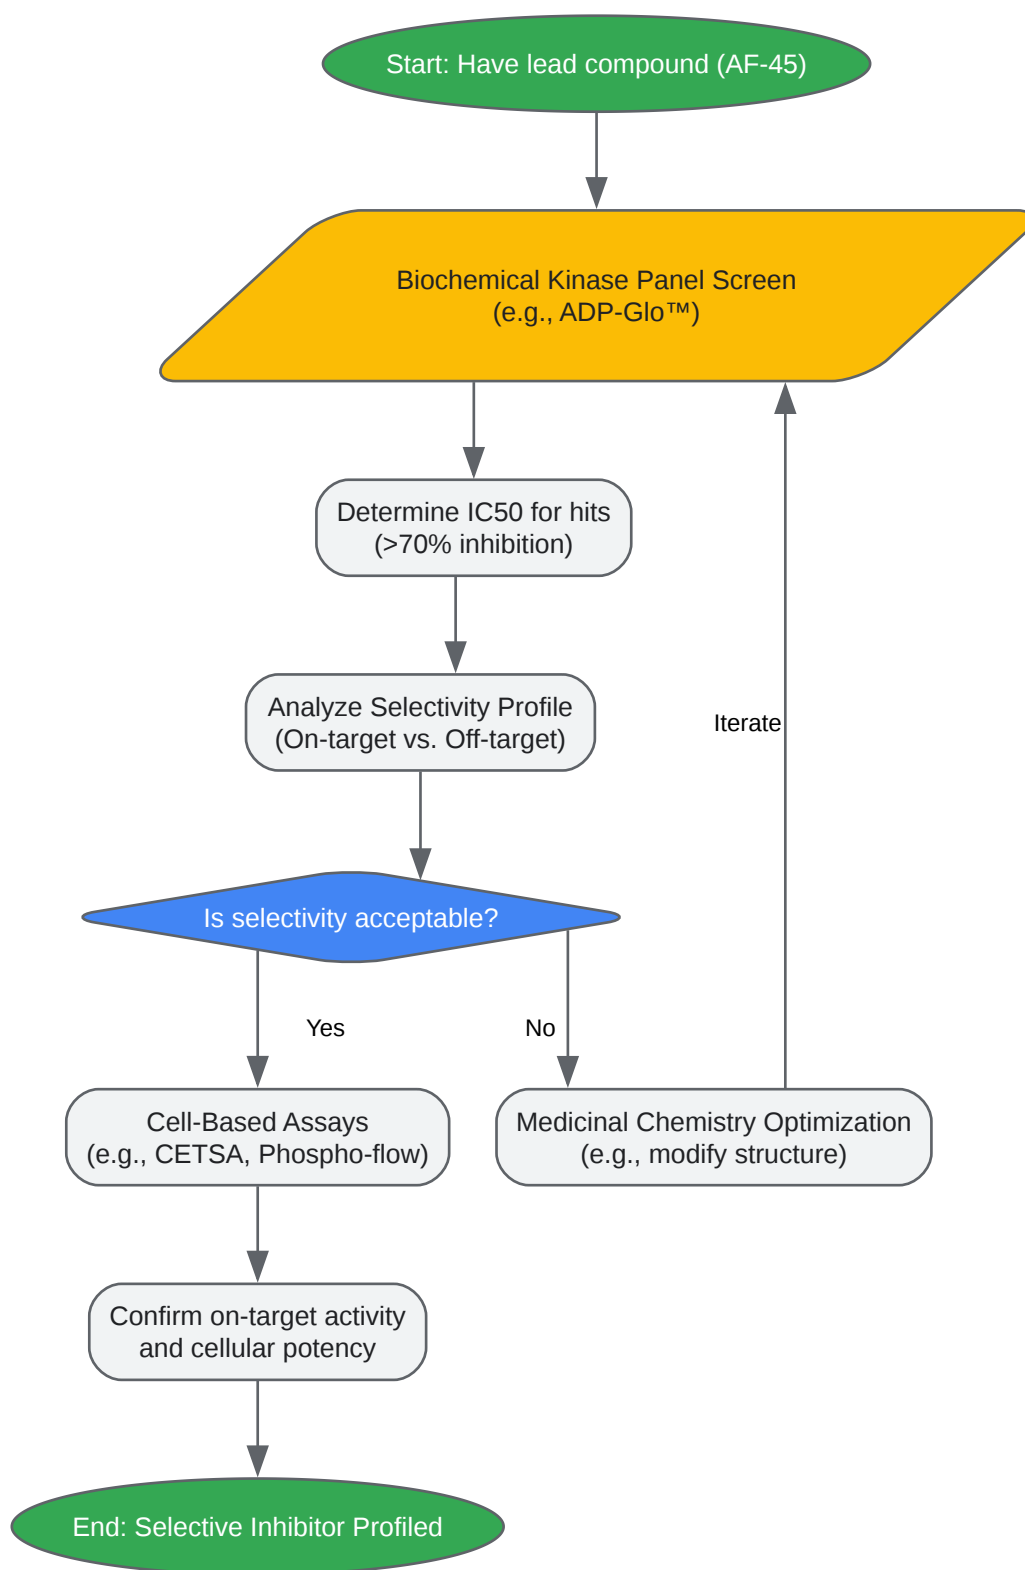 Start: Have lead compound (AF-45)
Biochemical Kinase Panel Screen
(e.g., ADP-Glo™)
Determine IC50 for hits
(>70% inhibition)
Analyze Selectivity Profile
(On-target vs. Off-target)
Iterate
Is selectivity acceptable?
Yes
No
Cell-Based Assays
(e.g., CETSA, Phospho-flow)
Medicinal Chemistry Optimization
(e.g., modify structure)
Confirm on-target activity
and cellular potency
End: Selective Inhibitor Profiled